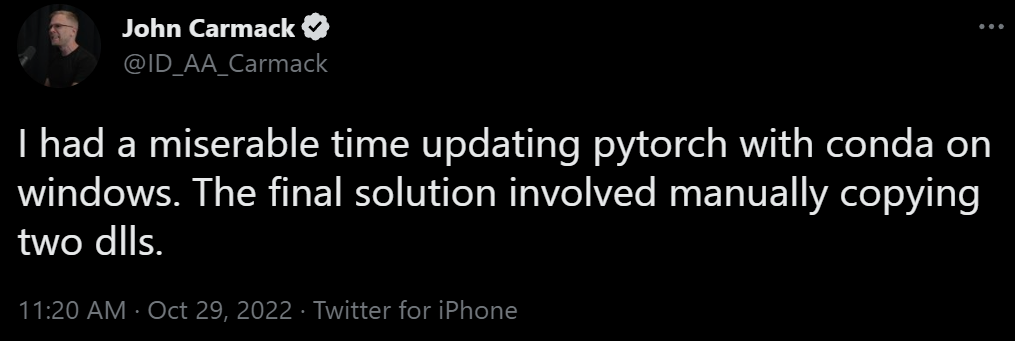 John Carmack
@ID_AA_Carmack
I had a miserable time updating pytorch with conda on
windows. The final solution involved manually copying
two dlls.
11:20 AM · Oct 29, 2022 · Twitter for iPhone